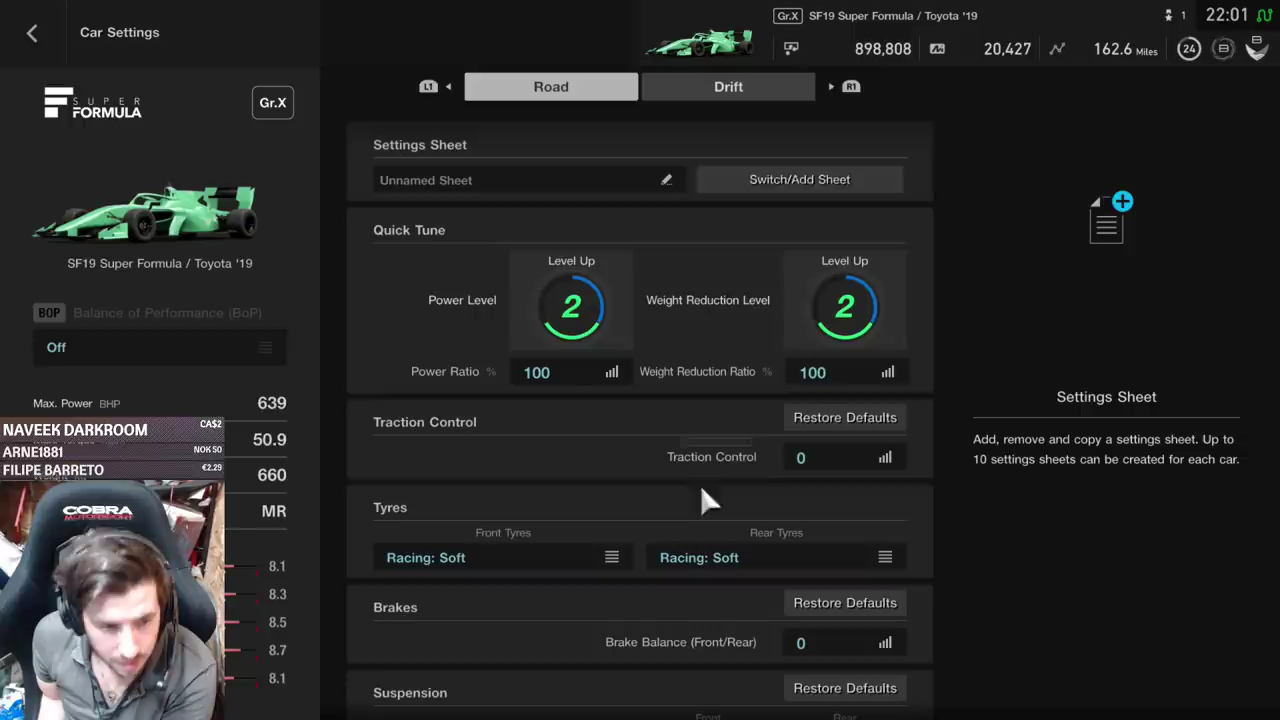 Car Settings
Gr.X SF19 Super Formula / Toyota '19
1 22:01
898,808 20,427 162.6 Miles 24 B B
SUPER FORMULA
Gr.X
L1 Road Drift R1
Settings Sheet
Unnamed Sheet Switch/Add Sheet
Quick Tune
Level Up Level Up
Power Level 2 Weight Reduction Level 2
Power Ratio % 100 Weight Reduction Ratio % 100
SF19 Super Formula / Toyota '19
BOP Balance of Performance (BoP)
Off
Max. Power BHP 639
50.9
660
MR
8.1
8.3
8.5
8.7
8.1
NAVEEK DARKROOM CA$2
ARNE1881 NOK 50
FILIPE BARRETO €2.29
COBRA
Traction Control Restore Defaults
Traction Control 0
Tyres
Front Tyres Rear Tyres
Racing: Soft Racing: Soft
Brakes Restore Defaults
Brake Balance (Front/Rear) 0
Suspension Restore Defaults
Front Rear
Settings Sheet
Add, remove and copy a settings sheet. Up to
10 settings sheets can be created for each car.